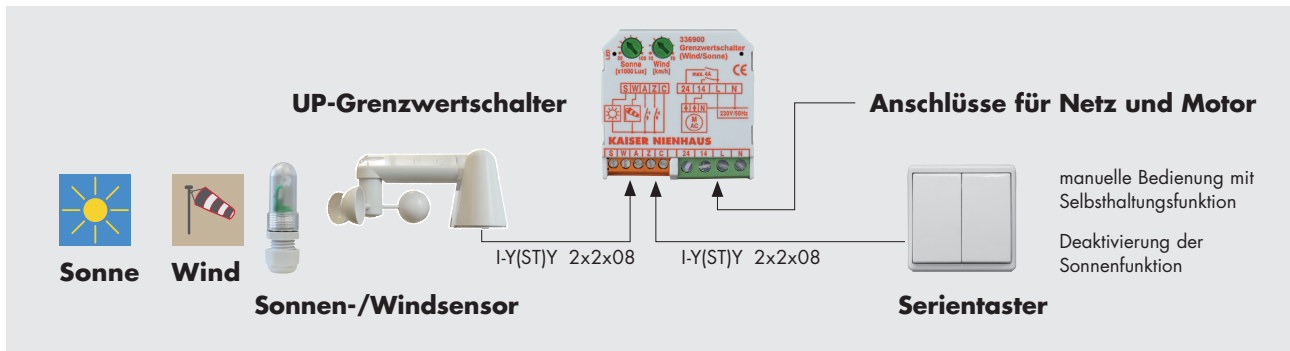 336900
Grenzwertschalter
(Wind/Sonne)
LED
Sonne
[x1000 Lux]
Wind
[km/h]
max. 4A
CE
S W A Z C
24 14 L N
N
M
AC
220V/50Hz
KAISER NIENHAUS
S W A Z C 24 14 L N
UP-Grenzwertschalter
Anschlüsse für Netz und Motor
manuelle Bedienung mit
Selbsthaltungsfunktion
Deaktivierung der
Sonnenfunktion
I-Y(ST)Y 2x2x08
I-Y(ST)Y 2x2x08
Sonne
Wind
Sonnen-/Windsensor
Serientaster